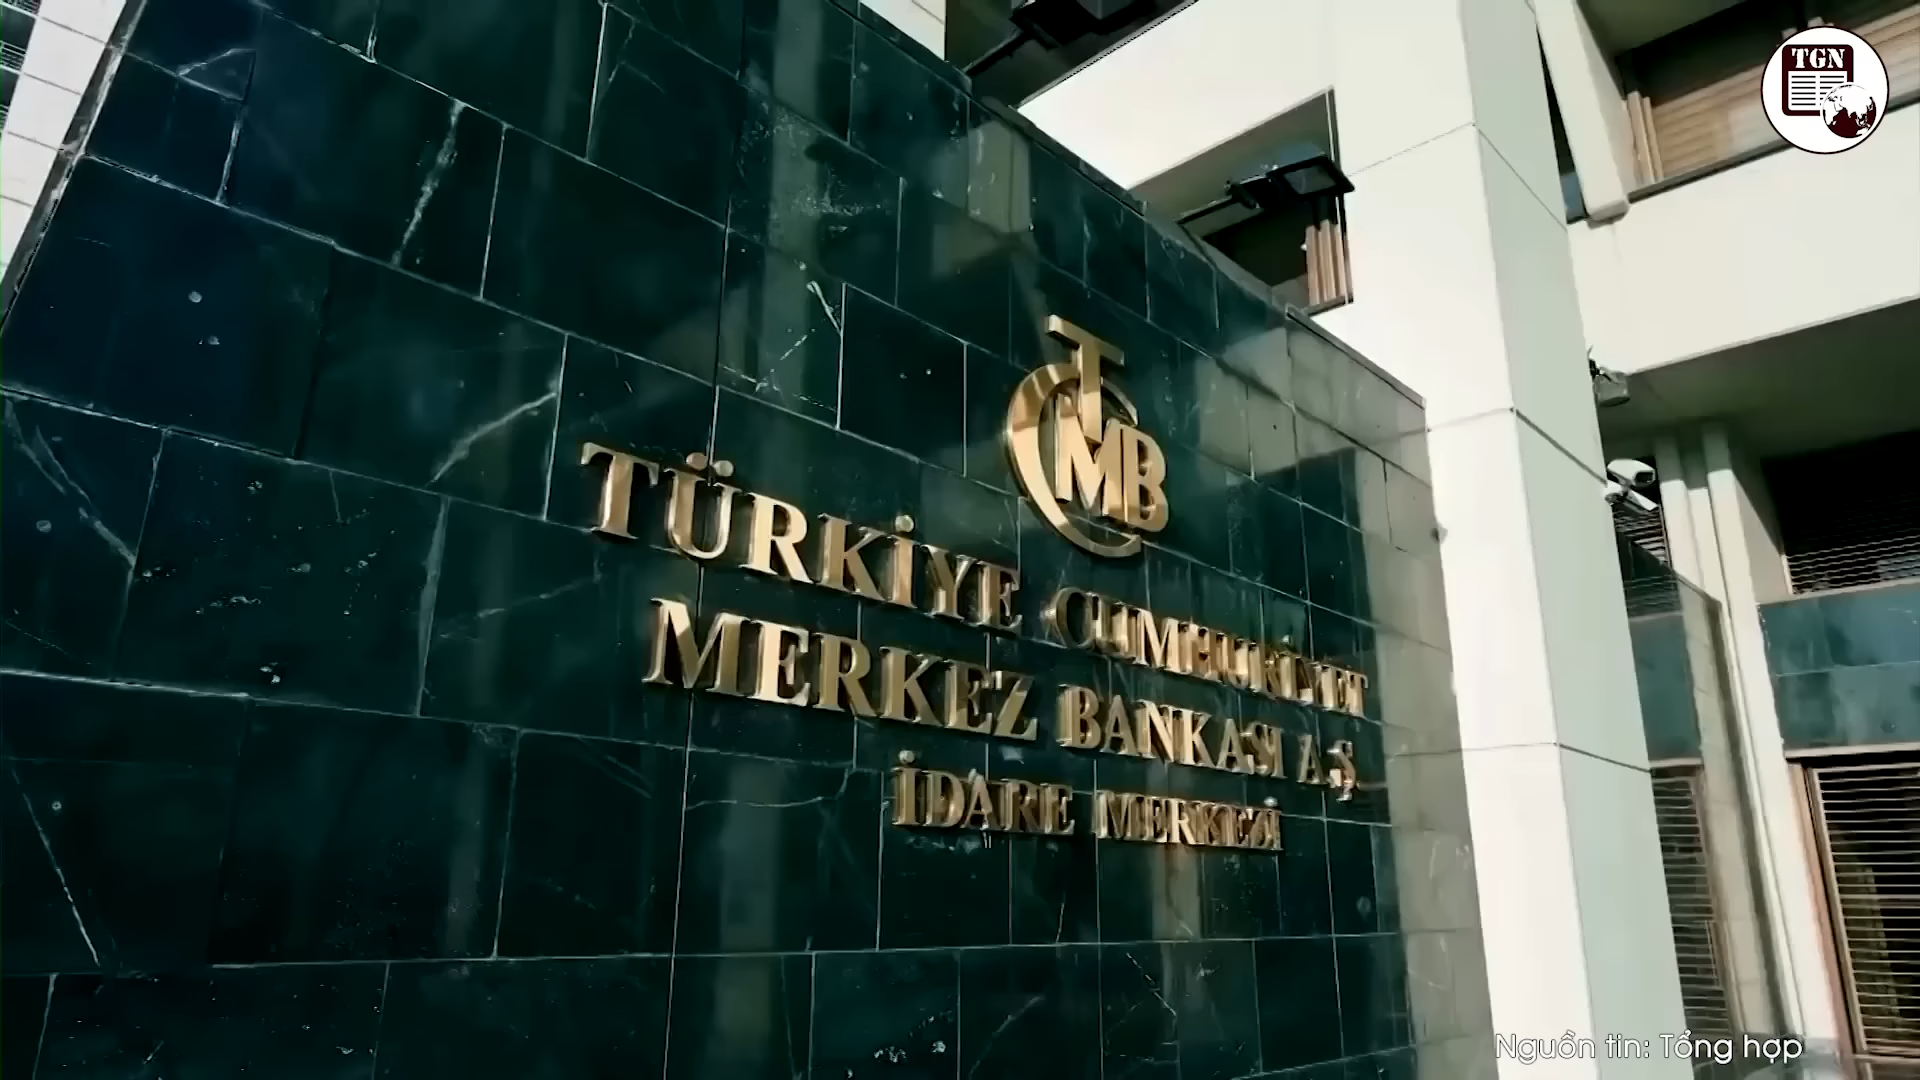 TGN
TCMB
TÜRKİYE CUMHURİYET
MERKEZ BANKASI A.Ş.
İDARE MERKEZİ
Nguồn tin: Tổng hợp